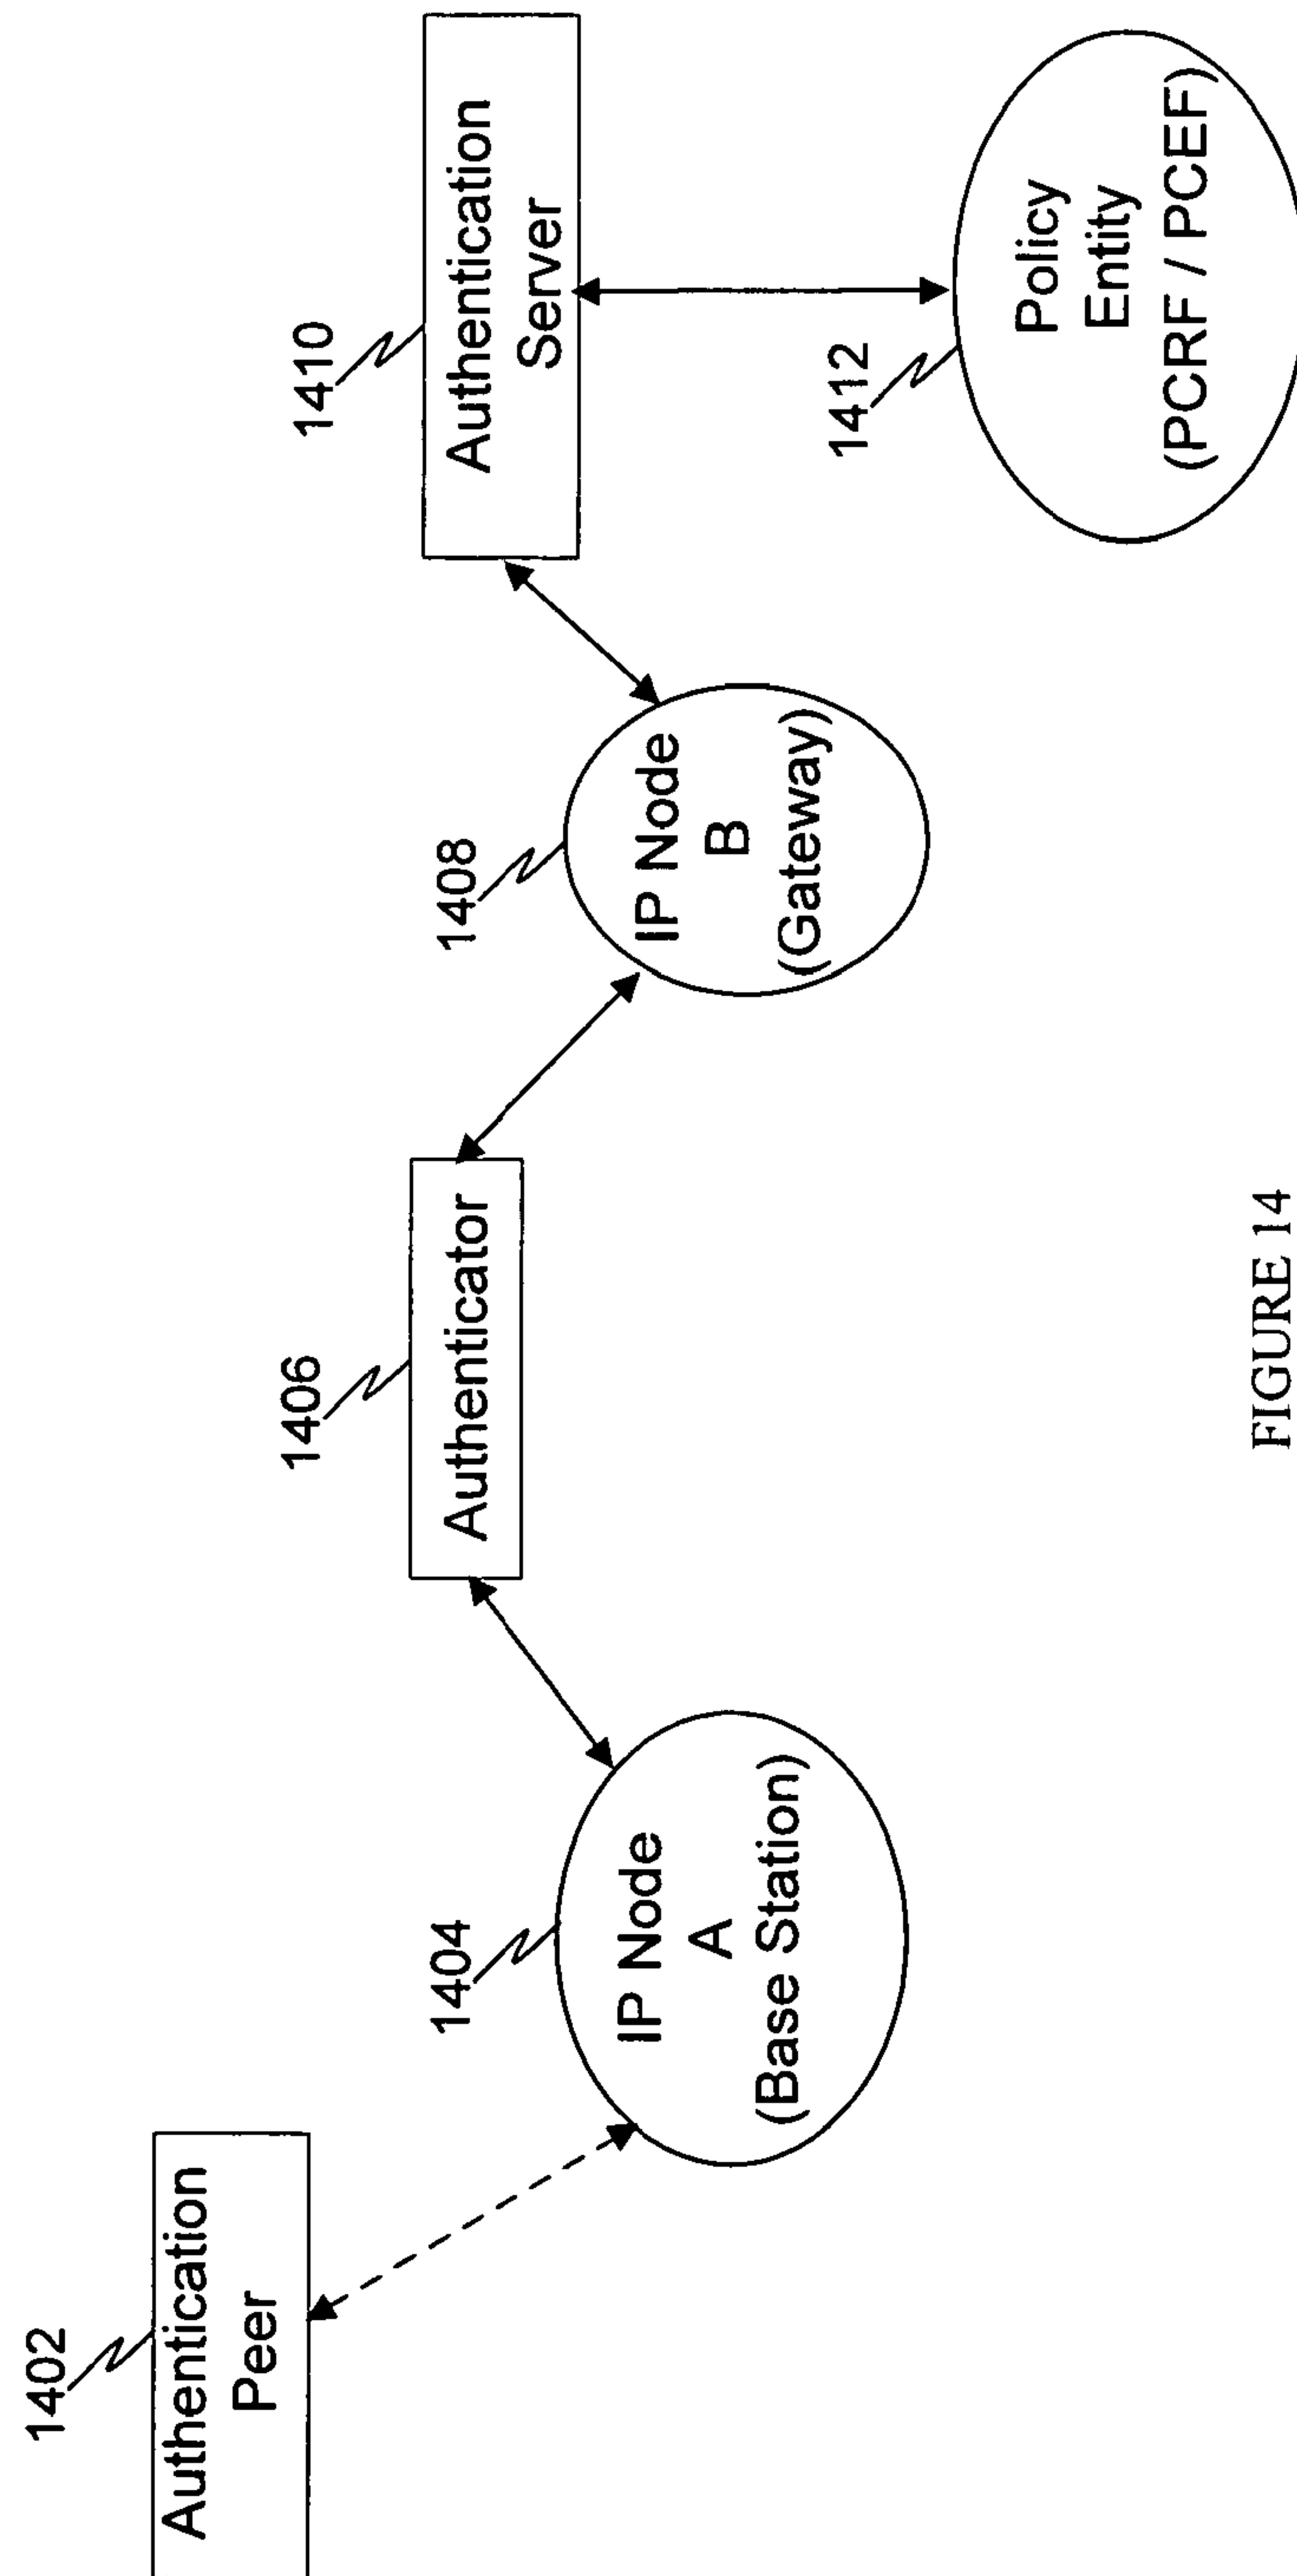 1402
Authentication
Peer
1404
IP Node
A
(Base Station)
1406
Authenticator
1408
IP Node
B
(Gateway)
1410
Authentication
Server
1412
Policy
Entity
(PCRF / PCEF)
FIGURE 14